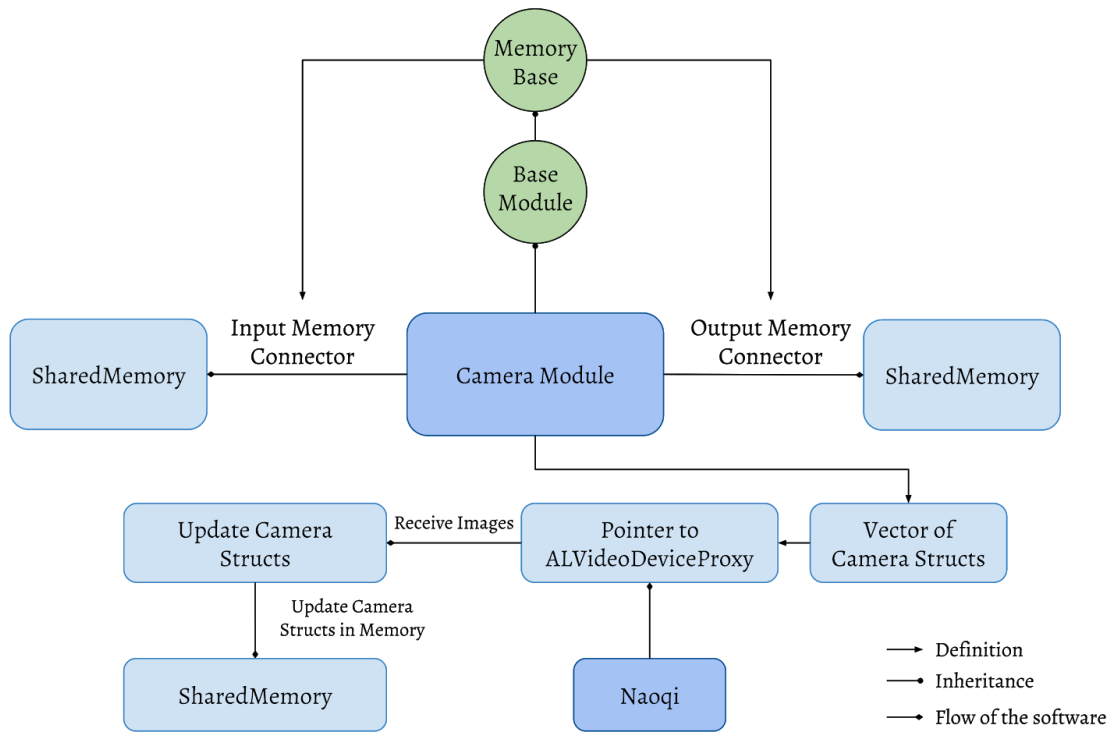 Memory
Base
Base
Module
Input Memory
Connector
Output Memory
Connector
SharedMemory
Camera Module
SharedMemory
Update Camera
Structs
Receive Images
Pointer to
ALVideoDeviceProxy
Vector of
Camera Structs
Update Camera
Structs in Memory
SharedMemory
Naoqi
Definition
Inheritance
Flow of the software